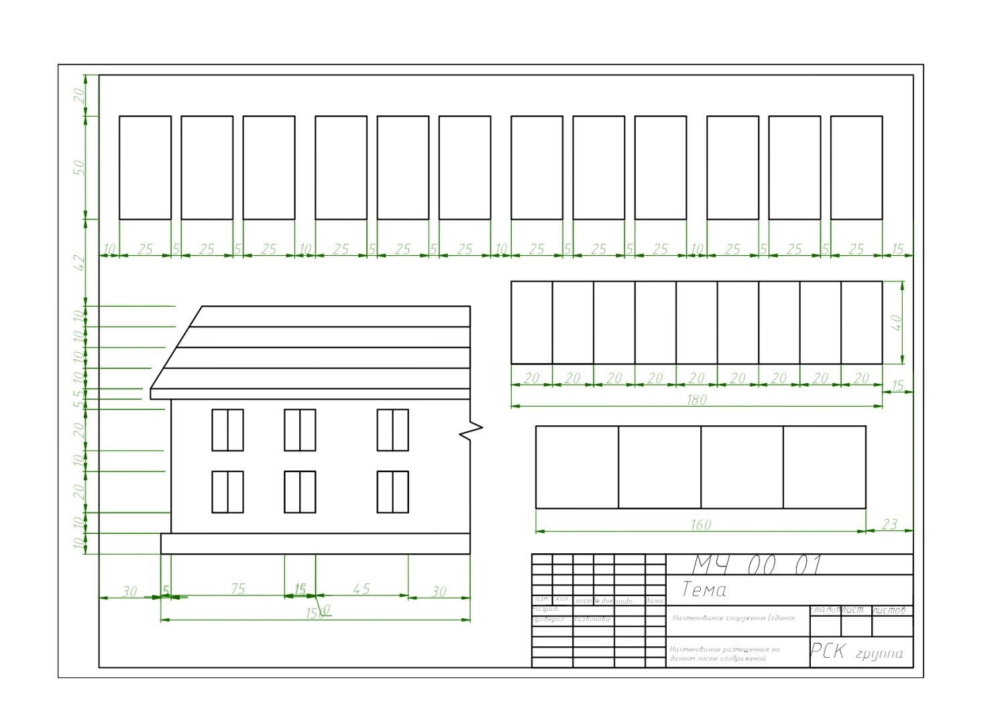 20
50
10 25 5 25 5 25 10 25 5 25 5 25 10 25 5 25 5 25 10 25 5 25 5 25 15
42
40
10
10
10
10
5
5
20
10
20
10
10
20 20 20 20 20 20 20 20 20
15
180
160
23
30 5 75 15 45 30
150
0
МЧ 00 01
Тема
изм кол. лист № док подп. дата
Разраб.
Проверил Зазвинова
Наименование сооружения (здания
стадия лист листов
Наименование размещенных на
данном листе изображений
РСК группа